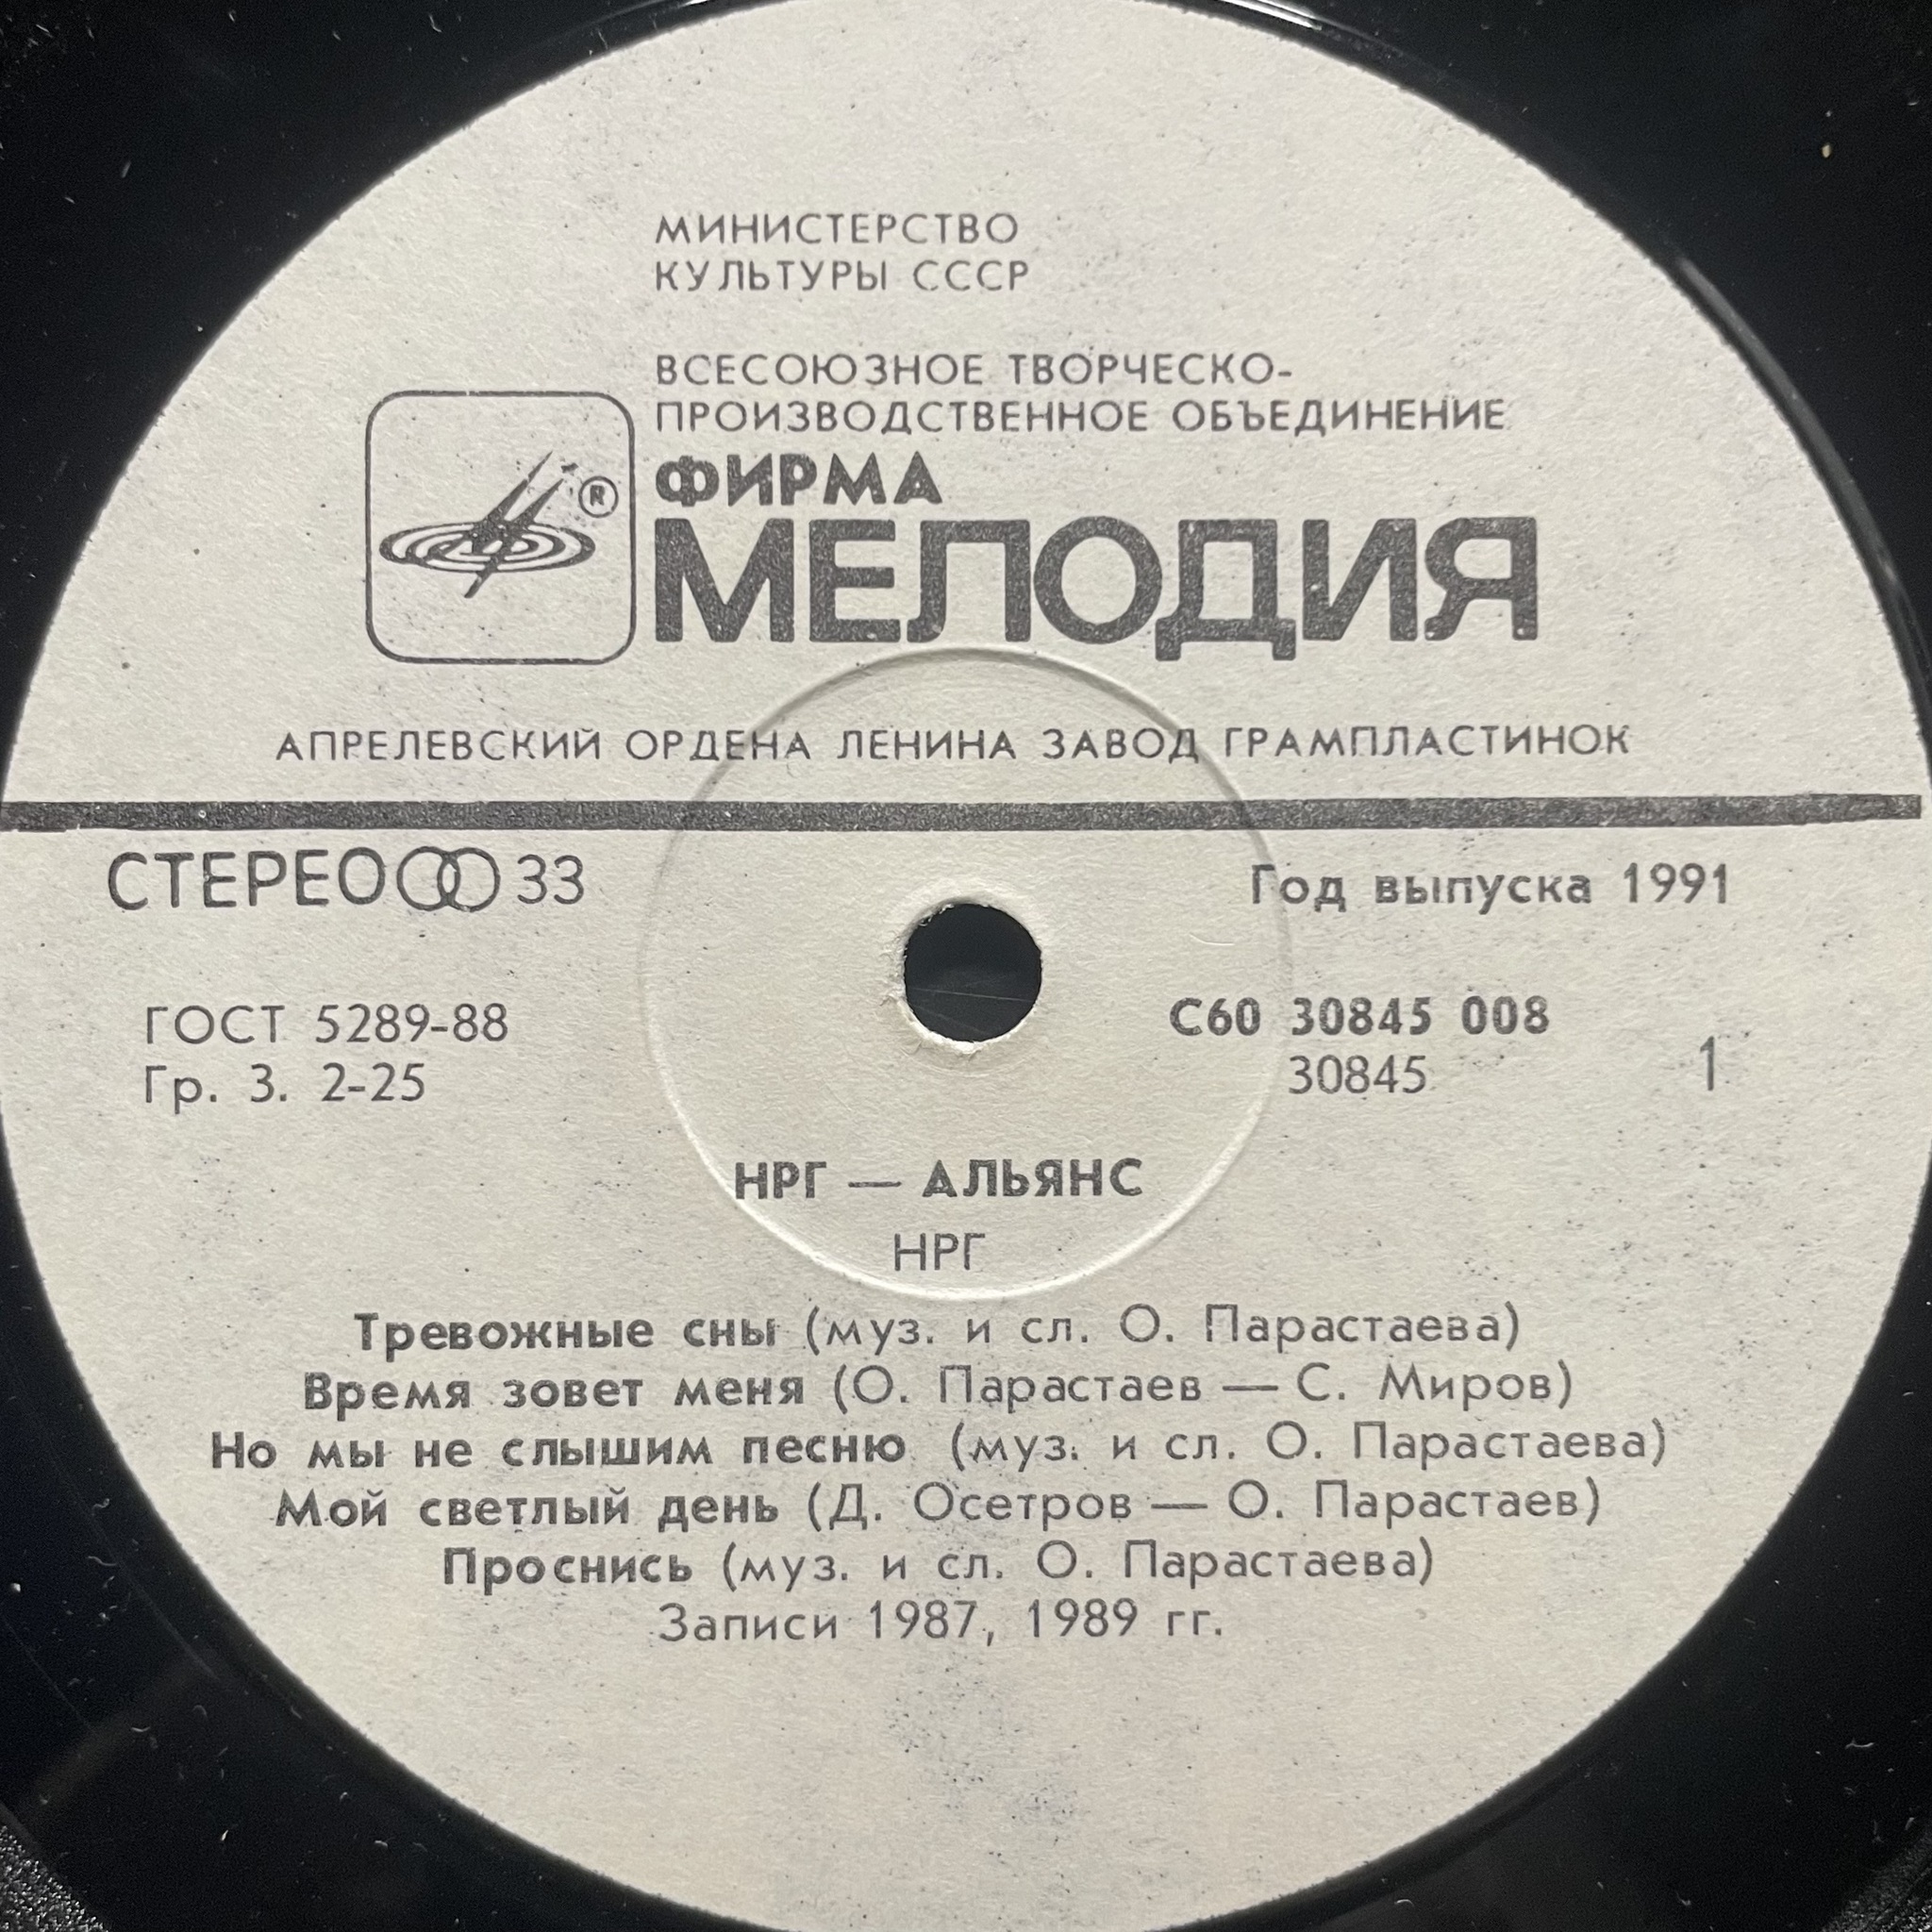 МИНИСТЕРСТВО
КУЛЬТУРЫ СССР
ВСЕСОЮЗНОЕ ТВОРЧЕСКО-
ПРОИЗВОДСТВЕННОЕ ОБЪЕДИНЕНИЕ
ФИРМА
®
МЕЛОДИЯ
АПРЕЛЕВСКИЙ ОРДЕНА ЛЕНИНА ЗАВОД ГРАМПЛАСТИНОК
СТЕРЕО 33
Год выпуска 1991
ГОСТ 5289-88
Гр. 3. 2-25
С60 30845 008
30845
1
НРГ — АЛЬЯНС
НРГ
Тревожные сны (муз. и сл. О. Парастаева)
Время зовет меня (О. Парастаев — С. Миров)
Но мы не слышим песню (муз. и сл. О. Парастаева)
Мой светлый день (Д. Осетров — О. Парастаев)
Проснись (муз. и сл. О. Парастаева)
Записи 1987, 1989 гг.